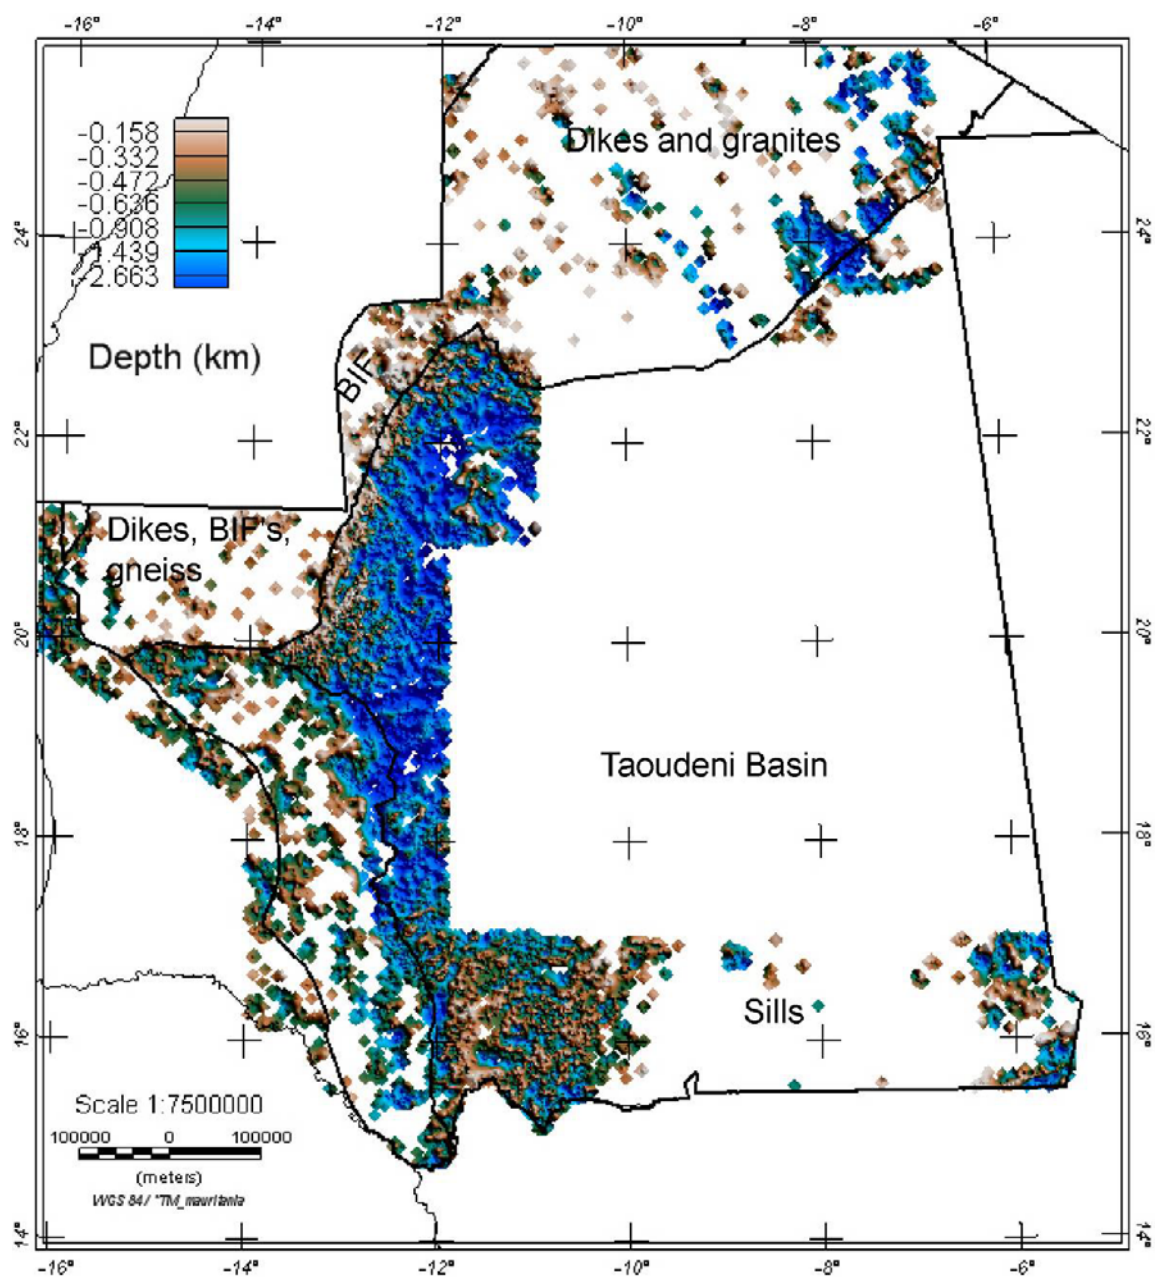 -16° -14° -12° -10° -8° -6°
-0.158
-0.332
-0.472
-0.636
-0.908
-1.439
-2.663
Depth (km)
Dikes and granites
BIF
Dikes, BIF's,
gneiss
Taoudeni Basin
Sills
24° 24°
22° 22°
20° 20°
18° 18°
16° 16°
14° 14°
Scale 1:7500000
100000 0 100000
(meters)
WGS 84 / *TM_mauritania
-16° -14° -12° -10° -8° -6°